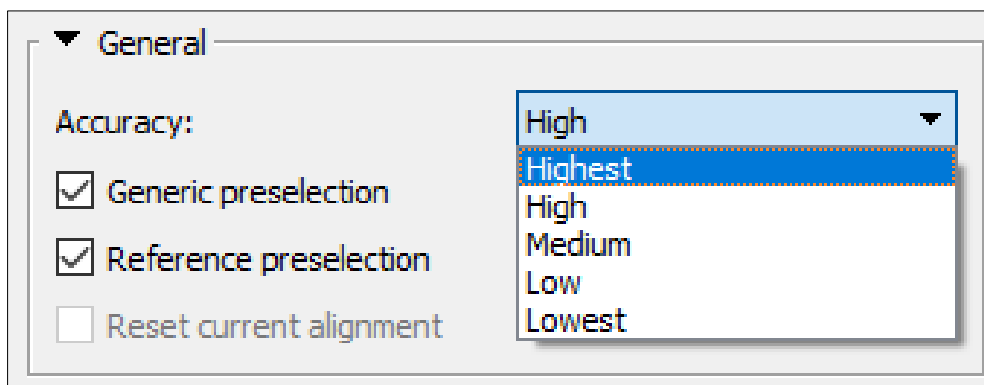 General
Accuracy:
High
Highest
Generic preselection
High
Medium
Reference preselection
Low
Reset current alignment
Lowest